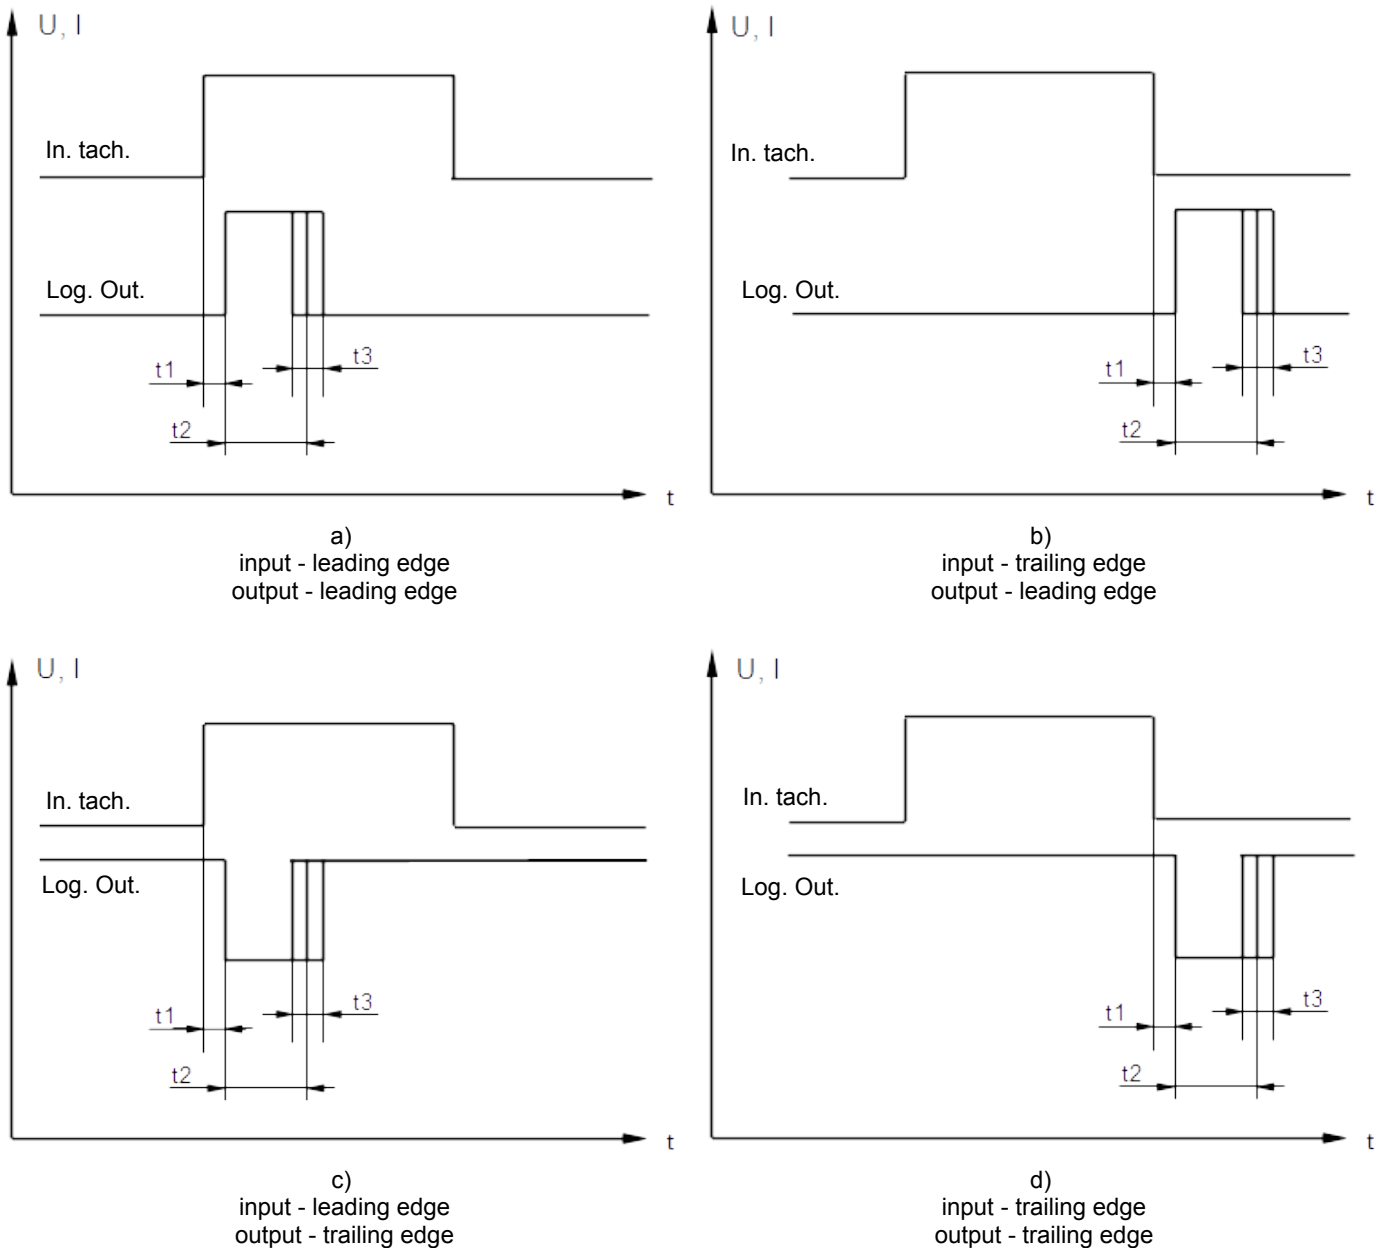 U, I
In. tach.
Log. Out.
t1
t3
t2
t
a)
input - leading edge
output - leading edge
U, I
In. tach.
Log. Out.
t1
t3
t2
t
b)
input - trailing edge
output - leading edge
U, I
In. tach.
Log. Out.
t1
t3
t2
t
c)
input - leading edge
output - trailing edge
U, I
In. tach.
Log. Out.
t1
t3
t2
t
d)
input - trailing edge
output - trailing edge